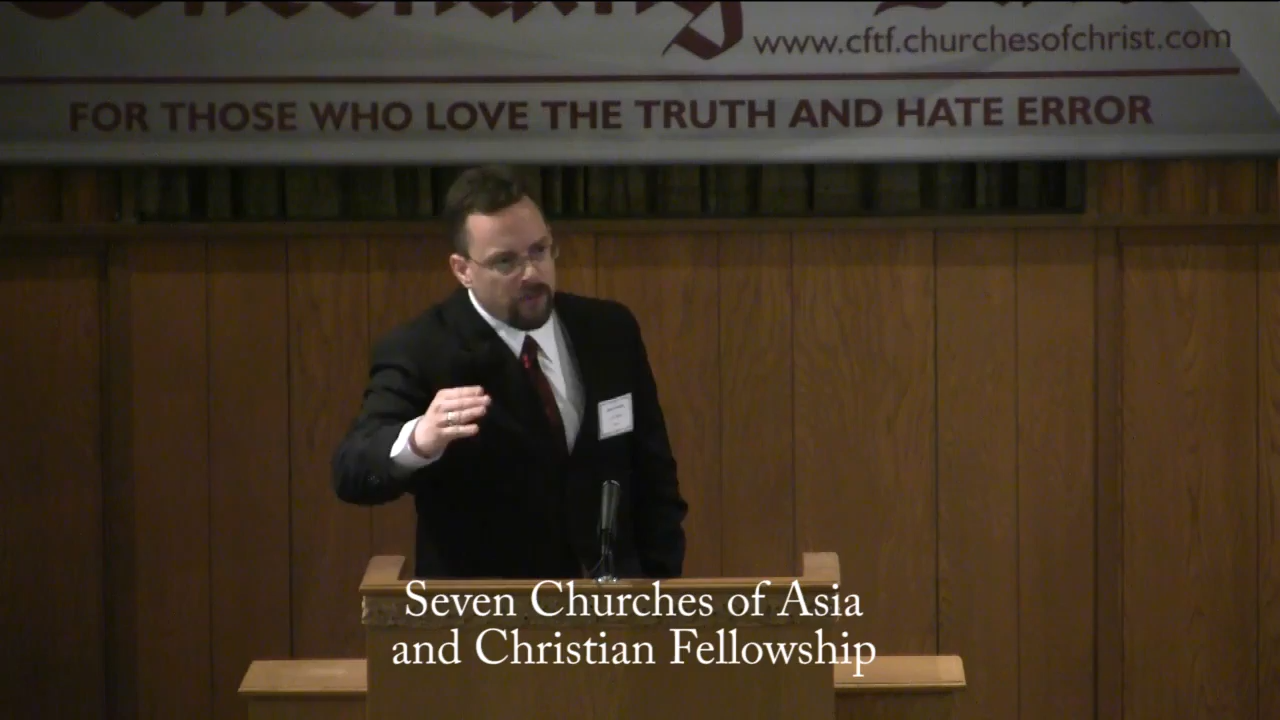 www.cftf.churchesofchrist.com
FOR THOSE WHO LOVE THE TRUTH AND HATE ERROR
Seven Churches of Asia
and Christian Fellowship